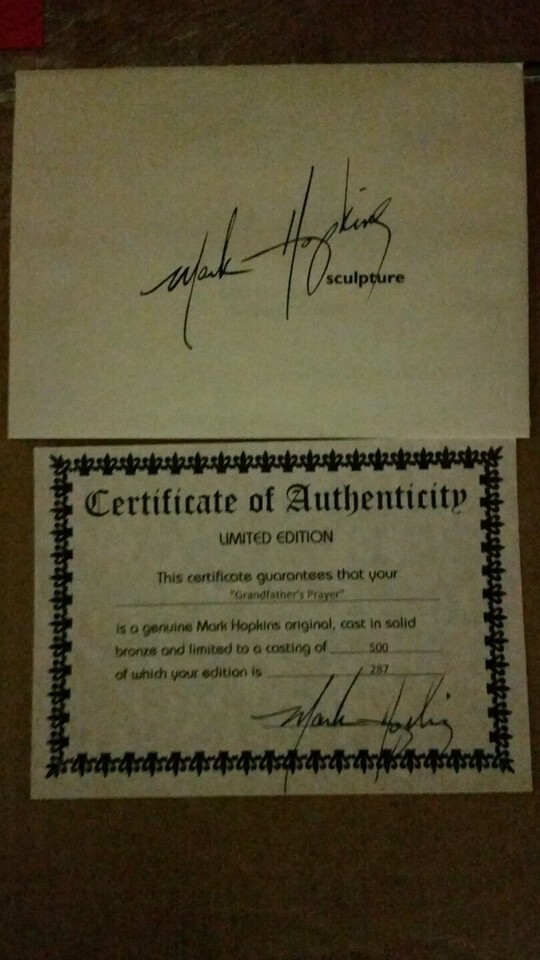 Mark Hopkins
sculpture
Certificate of Authenticity
LIMITED EDITION
This certificate guarantees that your
"Grandfather's Prayer"
is a genuine Mark Hopkins original, cast in solid
bronze and limited to a casting of 500
of which your edition is 287
Mark Hopkins